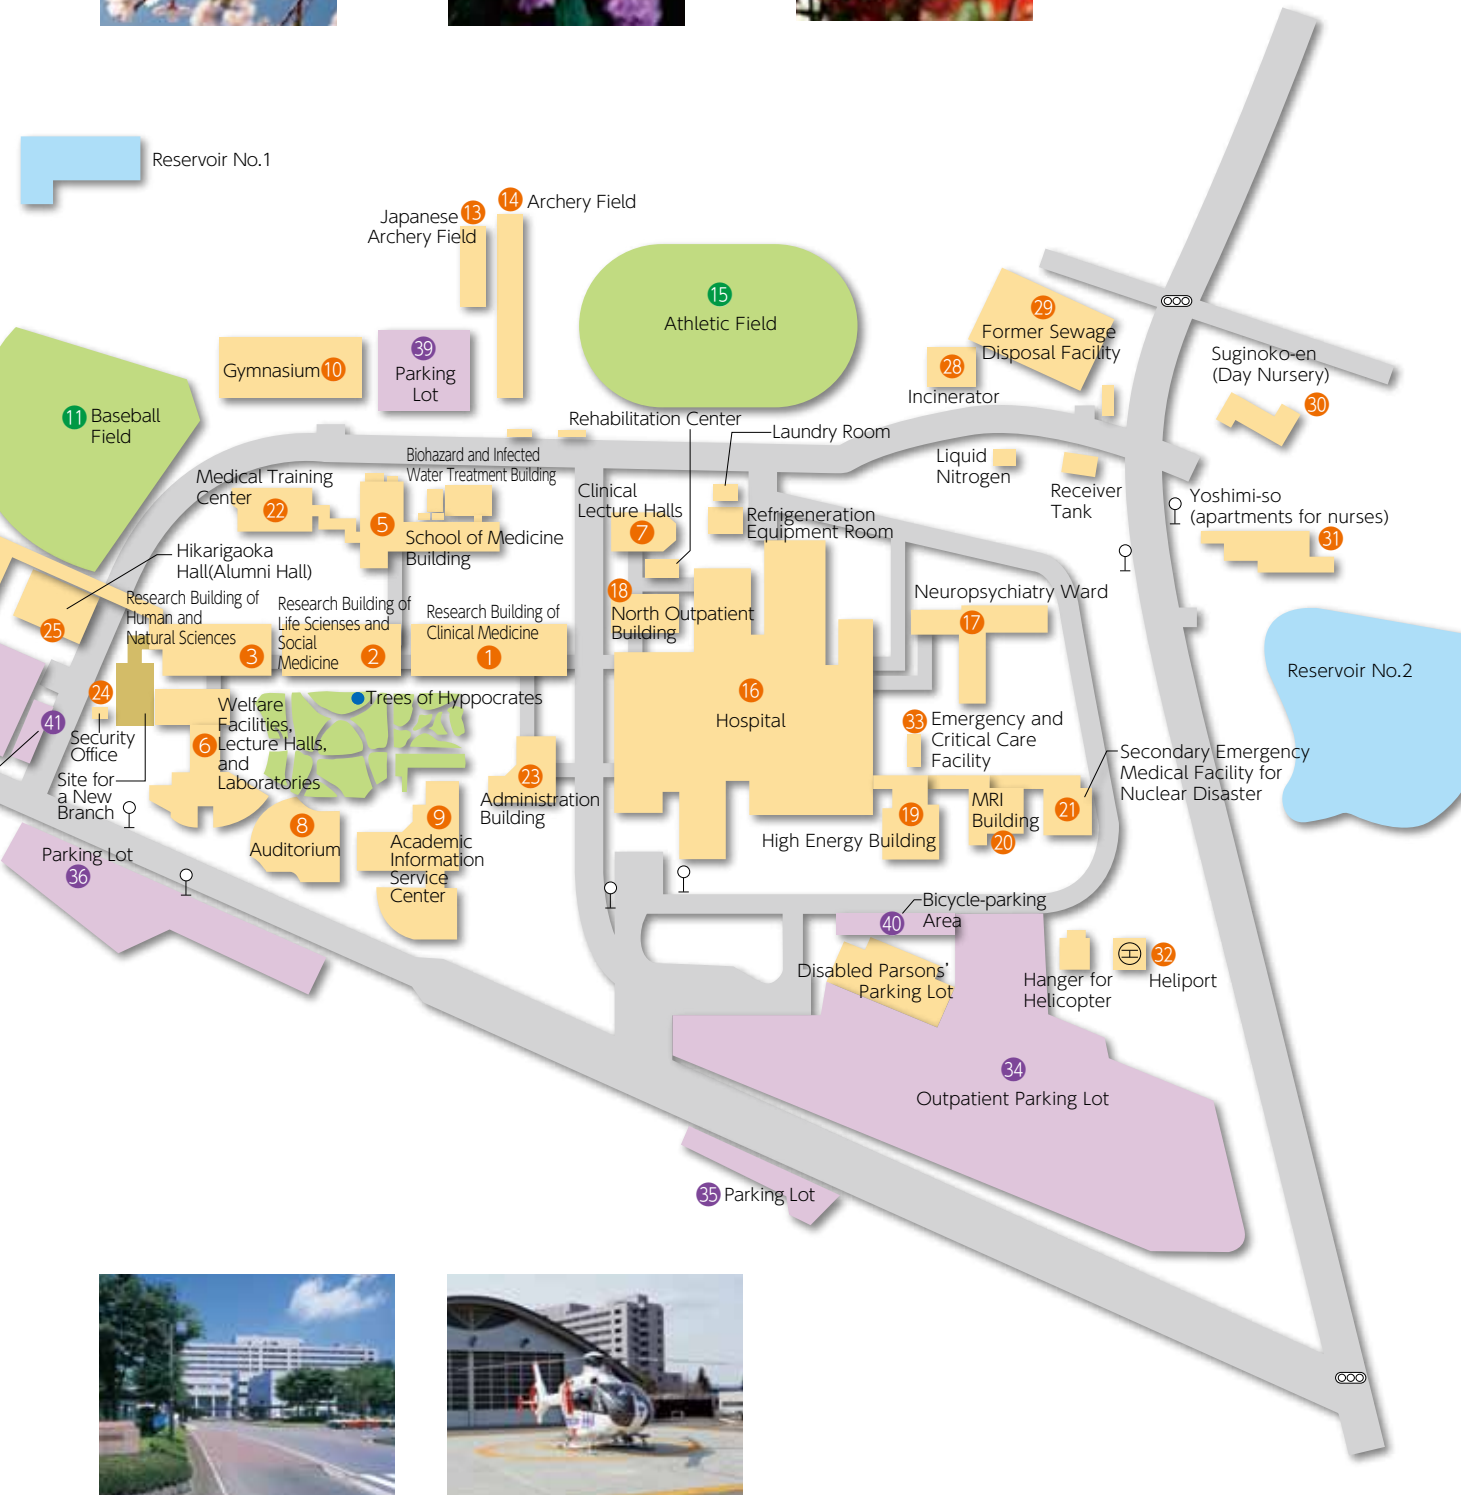 Reservoir No.1
14 Archery Field
Japanese 13
Archery Field
15
Athletic Field
29
Former Sewage
Disposal Facility
28
Incinerator
Suginoko-en
(Day Nursery)
30
Gymnasium 10
39
Parking
Lot
11 Baseball
Field
Rehabilitation Center
Laundry Room
Biohazard and Infected
Water Treatment Building
Medical Training
Center
22
5
School of Medicine
Building
Clinical
Lecture Halls
7
Refrigeneration
Equipment Room
Liquid
Nitrogen
Receiver
Tank
Yoshimi-so
(apartments for nurses)
31
Hikarigaoka
Hall(Alumni Hall)
25
Research Building of
Human and
Natural Sciences
3
Research Building of
Life Scienses and
Social
Medicine
2
Research Building of
Clinical Medicine
1
18
North Outpatient
Building
Neuropsychiatry Ward
17
Reservoir No.2
16
Hospital
24
Security
Office
41
Trees of Hyppocrates
Welfare
Facilities,
Lecture Halls,
and
Laboratories
6
33 Emergency and
Critical Care
Facility
Secondary Emergency
Medical Facility for
Nuclear Disaster
21
Site for
a New
Branch
23
Administration
Building
MRI
Building
20
19
High Energy Building
8
Auditorium
9
Academic
Information
Service
Center
Parking Lot
36
Bicycle-parking
Area
40
Disabled Parsons'
Parking Lot
Hanger for
Helicopter
H
32
Heliport
34
Outpatient Parking Lot
35 Parking Lot